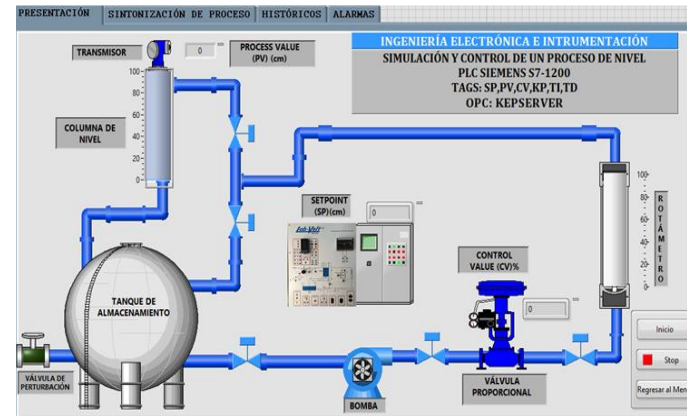 PRESENTACIÓN
SINTONIZACIÓN DE PROCESO
HISTÓRICOS
ALARMAS
TRANSMISOR
0
PROCESS VALUE
(PV) (cm)
INGENIERÍA ELECTRÓNICA E INTRUMENTACIÓN
SIMULACIÓN Y CONTROL DE UN PROCESO DE NIVEL
PLC SIEMENS S7-1200
TAGS: SP,PV,CV,KP,TI,TD
OPC: KEPSERVER
100
80
60
40
20
0
COLUMNA DE
NIVEL
SETPOINT
(SP)(cm)
0
Lab-Volt
100
80
60
40
20
0
ROTÁMETRO
TANQUE DE
ALMACENAMIENTO
CONTROL
VALUE (CV)%
0
Inicio
Stop
Regresar al Men
VÁLVULA DE
PERTURBACIÓN
BOMBA
VÁLVULA
PROPORCIONAL